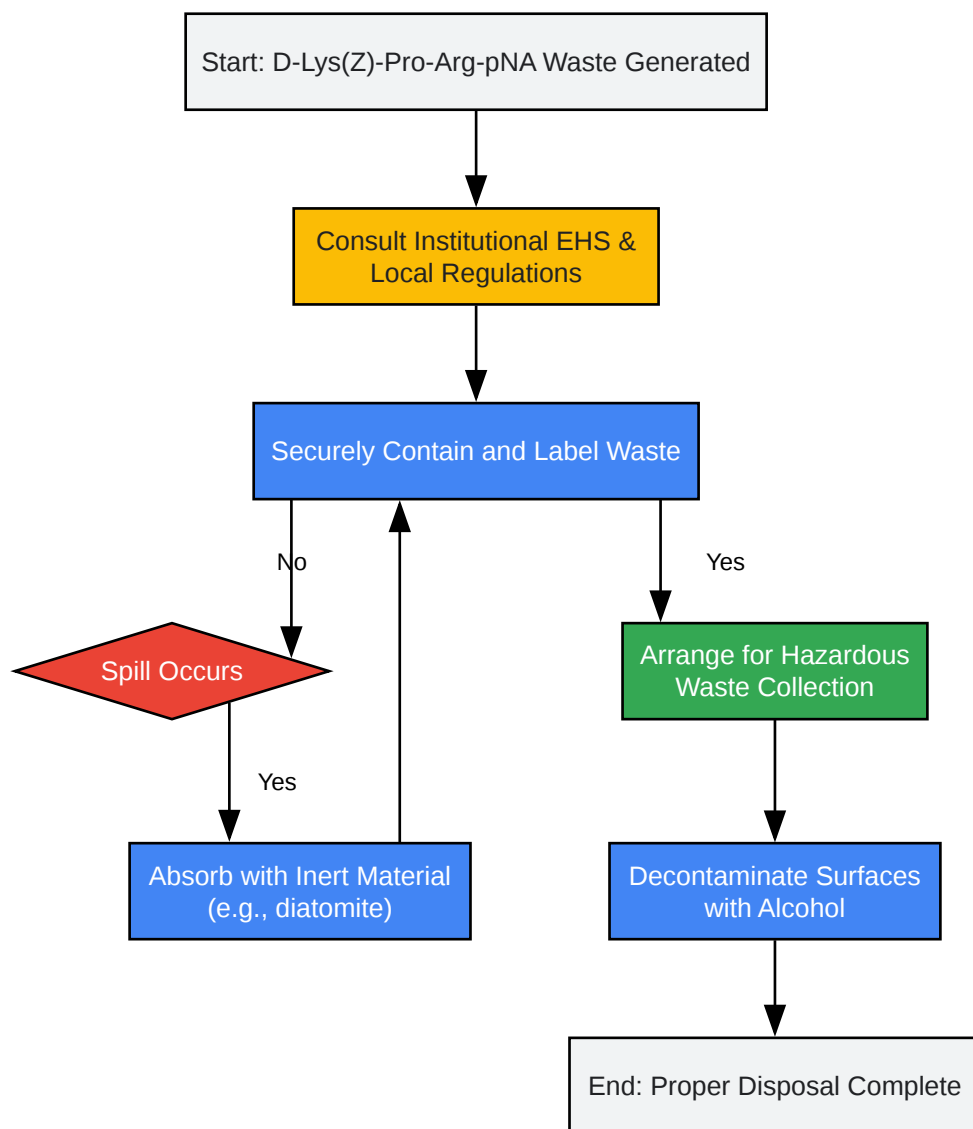 Start: D-Lys(Z)-Pro-Arg-pNA Waste Generated
Consult Institutional EHS &
Local Regulations
Securely Contain and Label Waste
No
Yes
Spill Occurs
Arrange for Hazardous
Waste Collection
Yes
Absorb with Inert Material
(e.g., diatomite)
Decontaminate Surfaces
with Alcohol
End: Proper Disposal Complete